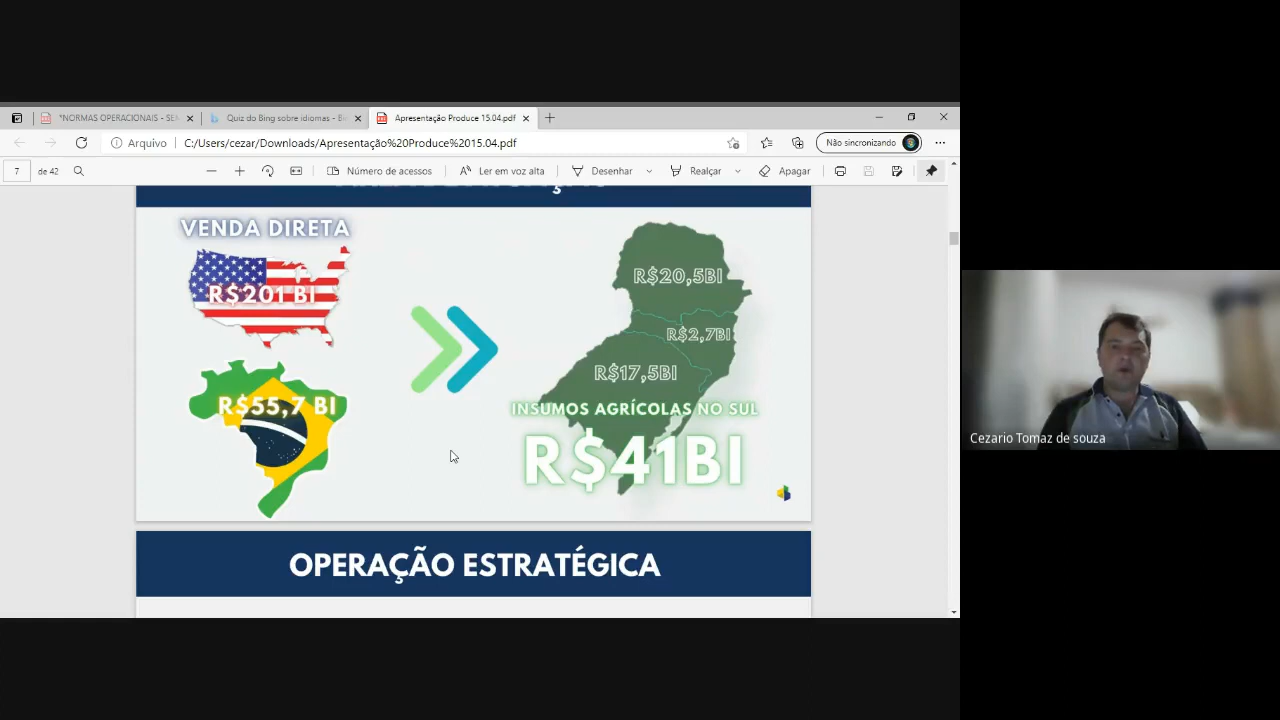 *NORMAS OPERACIONAIS - SEM
Quiz do Bing sobre idiomas - Bi
Apresentação Produce 15.04.pdf
Arquivo
C:/Users/cezar/Downloads/Apresentação%20Produce%2015.04.pdf
Não sincronizando
7
de 42
Número de acessos
Ler em voz alta
Desenhar
Realçar
Apagar
VENDA DIRETA
R$201 BI
R$55,7 BI
R$20,5BI
R$2,7BI
R$17,5BI
INSUMOS AGRÍCOLAS NO SUL
R$41BI
OPERAÇÃO ESTRATÉGICA
Cezario Tomaz de souza